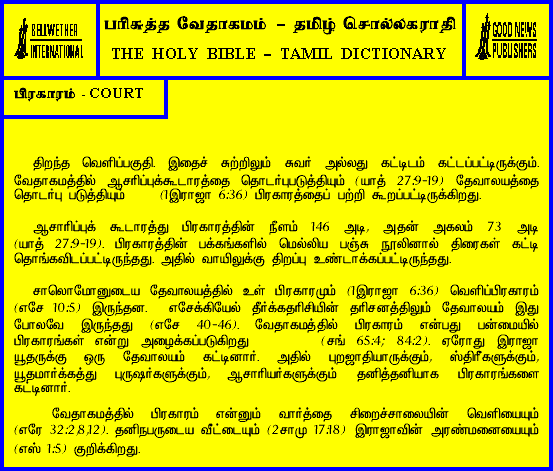 BELLWETHER
INTERNATIONAL
பரிசுத்த வேதாகமம் – தமிழ் சொல்லகராதி
THE HOLY BIBLE – TAMIL DICTIONARY
GOOD NEWS
PUBLISHERS
பிரகாரம் - COURT
திறந்த வெளிப்பகுதி. இதைச் சுற்றிலும் சுவர் அல்லது கட்டிடம் கட்டப்பட்டிருக்கும்.
வேதாகமத்தில் ஆசரிப்புக்கூடாரத்தை தொடர்புபடுத்தியும் (யாத் 27:9-19) தேவாலயத்தை
தொடர்பு படுத்தியும் (1இராஜா 6:36) பிரகாரத்தைப் பற்றி கூறப்பட்டிருக்கிறது.
ஆசாரிப்புக் கூடாரத்து பிரகாரத்தின் நீளம் 146 அடி, அதன் அகலம் 73 அடி
(யாத் 27:9-19). பிரகாரத்தின் பக்கங்களில் மெல்லிய பஞ்சு நூலினால் திரைகள் கட்டி
தொங்கவிடப்பட்டிருந்தது. அதில் வாயிலுக்கு திறப்பு உண்டாக்கப்பட்டிருந்தது.
சாலொமோனுடைய தேவாலயத்தில் உள் பிரகாரமும் (1இராஜா 6:36) வெளிப்பிரகாரம்
(எசே 10:5) இருந்தன. எசேக்கியேல் தீர்க்கதரிசியின் தரிசனத்திலும் தேவாலயம் இது
போலவே இருந்தது (எசே 40-46). வேதாகமத்தில் பிரகாரம் என்பது பன்மையில்
பிரகாரங்கள் என்று அழைக்கப்படுகிறது (சங் 65:4; 84:2). ஏரோது இராஜா
யூதருக்கு ஒரு தேவாலயம் கட்டினார். அதில் புறஜாதியாருக்கும், ஸ்திரீகளுக்கும்,
யூதமார்க்கத்து புருஷர்களுக்கும், ஆசாரியர்களுக்கும் தனித்தனியாக பிரகாரங்களை
கட்டினார்.
வேதாகமத்தில் பிரகாரம் என்னும் வார்த்தை சிறைச்சாலையின் வெளியையும்
(எரே 32:2,8,12). தனிநபருடைய வீட்டையும் (2சாமு 17:18) இராஜாவின் அரண்மனையையும்
(எஸ் 1:5) குறிக்கிறது.